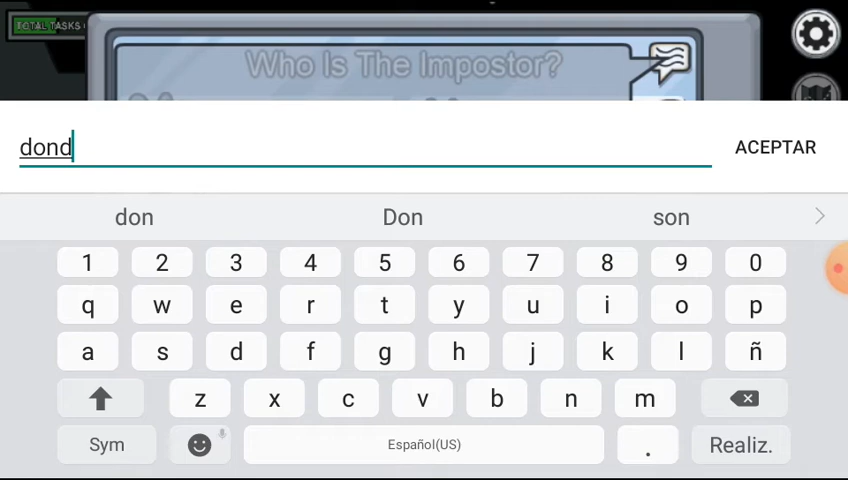 TOTAL TASKS
Who Is The Impostor?
dond
ACEPTAR
don Don son
1 2 3 4 5 6 7 8 9 0
q w e r t y u i o p
a s d f g h j k l ñ
z x c v b n m
Sym Español(US) . Realiz.